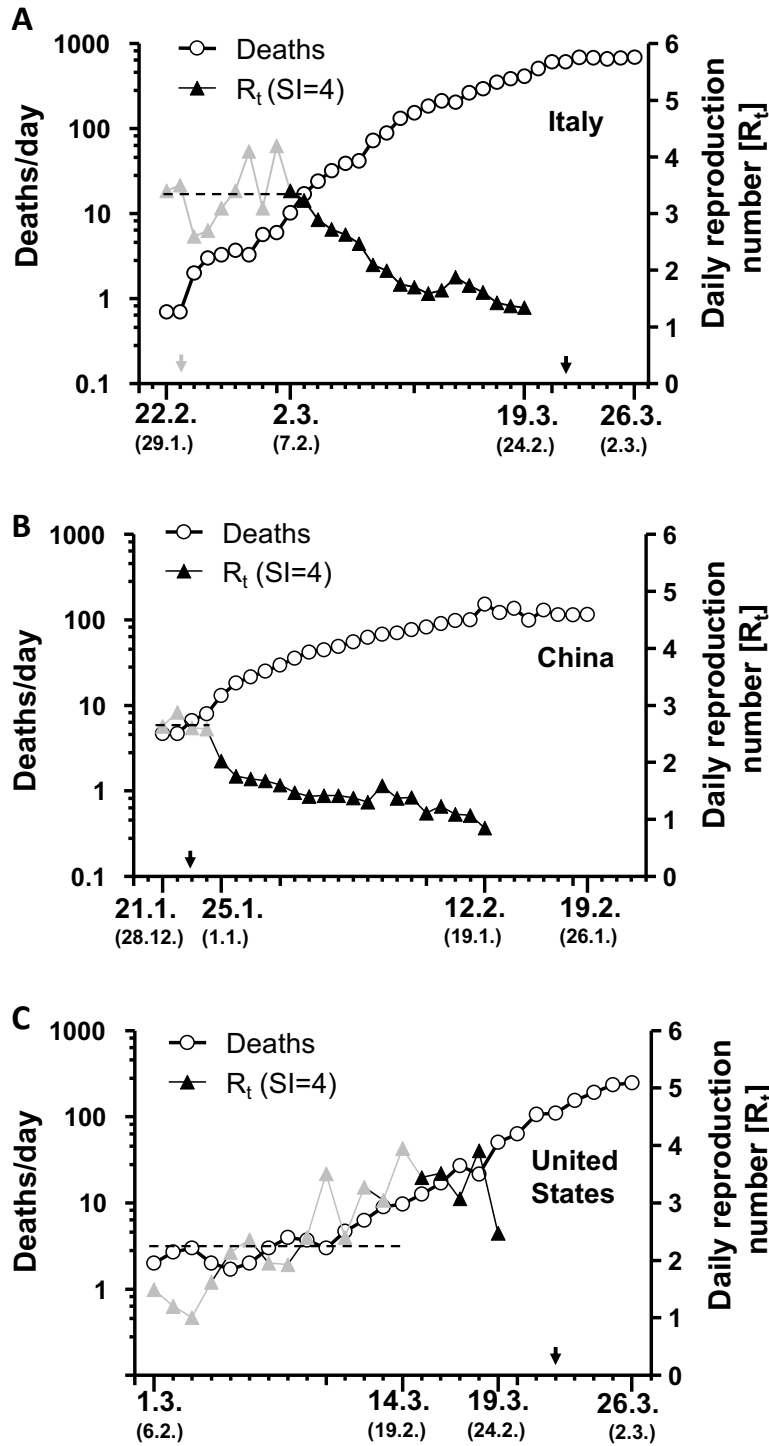 A
Deaths
Rt (SI=4)
Italy
Deaths/day
Daily reproduction
number [Rt]
1000
100
10
1
0.1
6
5
4
3
2
1
0
22.2. 2.3. 19.3. 26.3.
(29.1.) (7.2.) (24.2.) (2.3.)
B
Deaths
Rt (SI=4)
China
Deaths/day
Daily reproduction
number [Rt]
1000
100
10
1
0.1
6
5
4
3
2
1
0
21.1. 25.1. 12.2. 19.2.
(28.12.) (1.1.) (19.1.) (26.1.)
C
Deaths
Rt (SI=4)
United
States
Deaths/day
Daily reproduction
number [Rt]
1000
100
10
1
6
5
4
3
2
1
0
1.3. 14.3. 19.3. 26.3.
(6.2.) (19.2.) (24.2.) (2.3.)